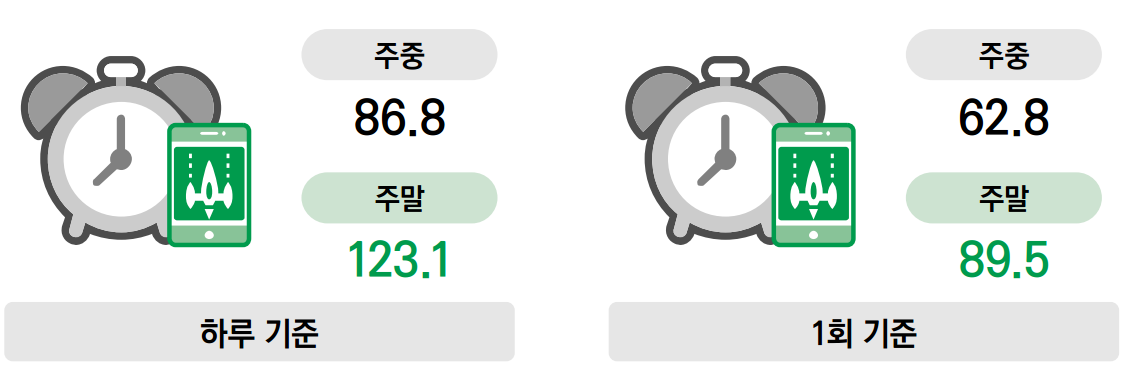 주중
86.8
주말
123.1
하루 기준
주중
62.8
주말
89.5
1회 기준